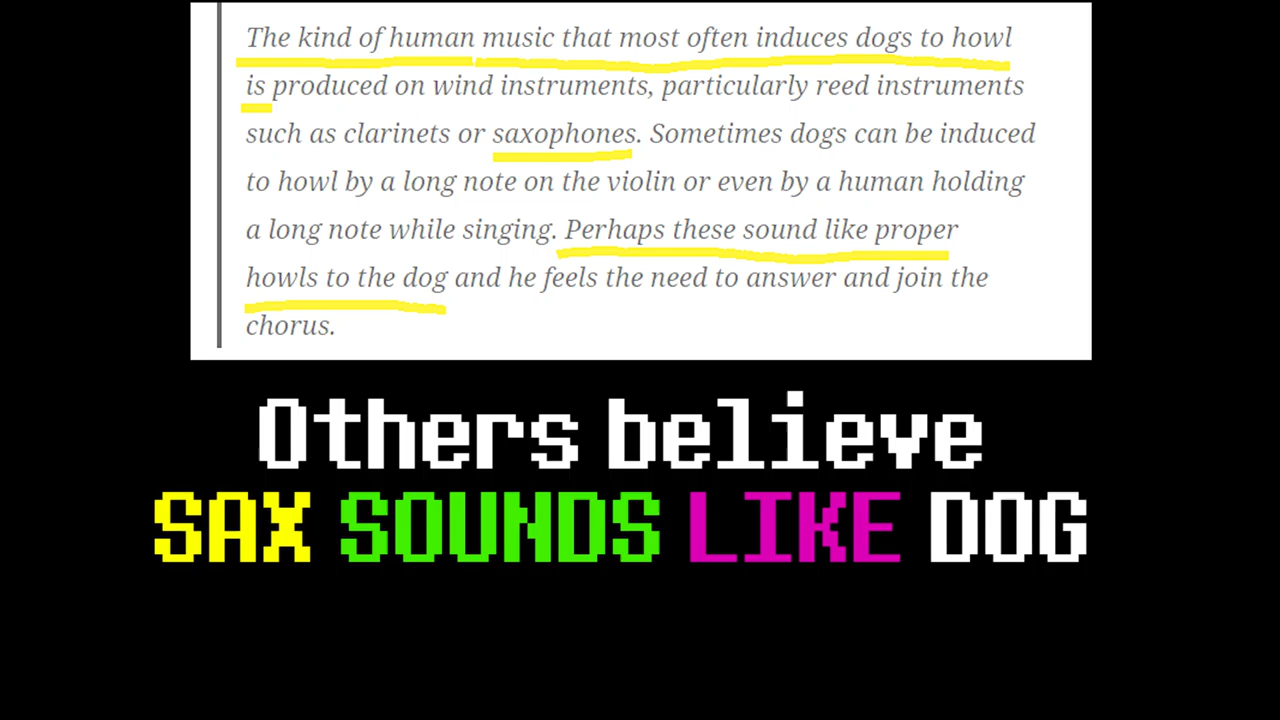 The kind of human music that most often induces dogs to howl
is produced on wind instruments, particularly reed instruments
such as clarinets or saxophones. Sometimes dogs can be induced
to howl by a long note on the violin or even by a human holding
a long note while singing. Perhaps these sound like proper
howls to the dog and he feels the need to answer and join the
chorus.
Others believe
SAX SOUNDS LIKE DOG